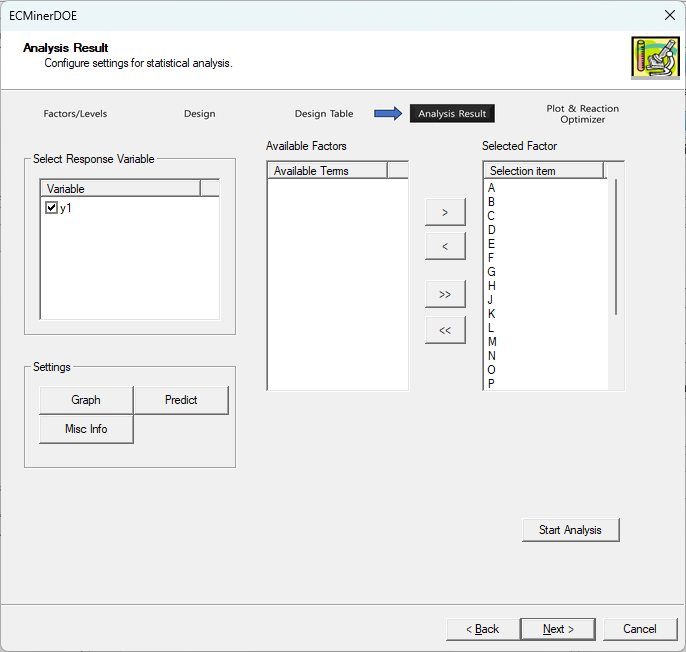 ECMinerDOE
Analysis Result
Configure settings for statistical analysis.
Factors/Levels
Design
Design Table
Analysis Result
Plot & Reaction
Optimizer
Select Response Variable
Variable
y1
Settings
Graph
Predict
Misc Info
Available Factors
Available Terms
>
<
>>
<<
Selected Factor
Selection item
A
B
C
D
E
F
G
H
J
K
L
M
N
O
P
Start Analysis
< Back
Next >
Cancel